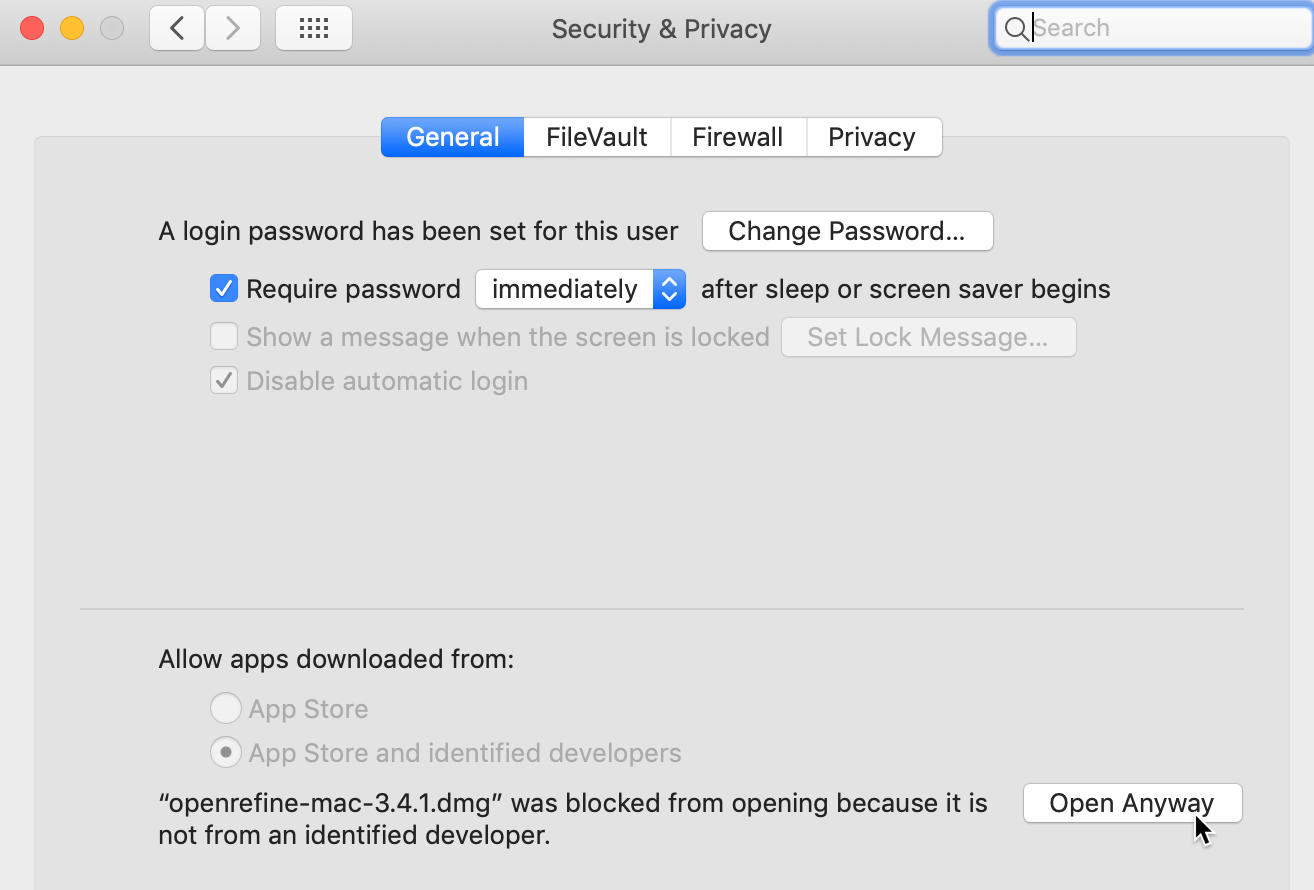 Security & Privacy
Search
General FileVault Firewall Privacy
A login password has been set for this user Change Password...
Require password immediately after sleep or screen saver begins
Show a message when the screen is locked Set Lock Message...
Disable automatic login
Allow apps downloaded from:
App Store
App Store and identified developers
“openrefine-mac-3.4.1.dmg” was blocked from opening because it is Open Anyway
not from an identified developer.